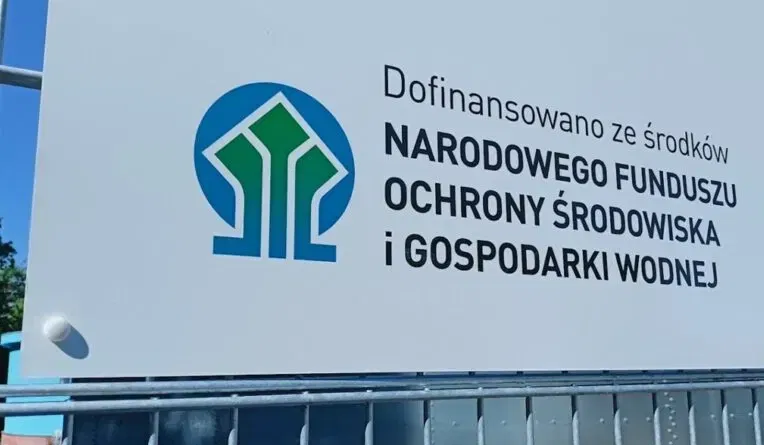 Dofinansowano ze środków
NARODOWEGO FUNDUSZU
OCHRONY ŚRODOWISKA
i GOSPODARKI WODNEJ